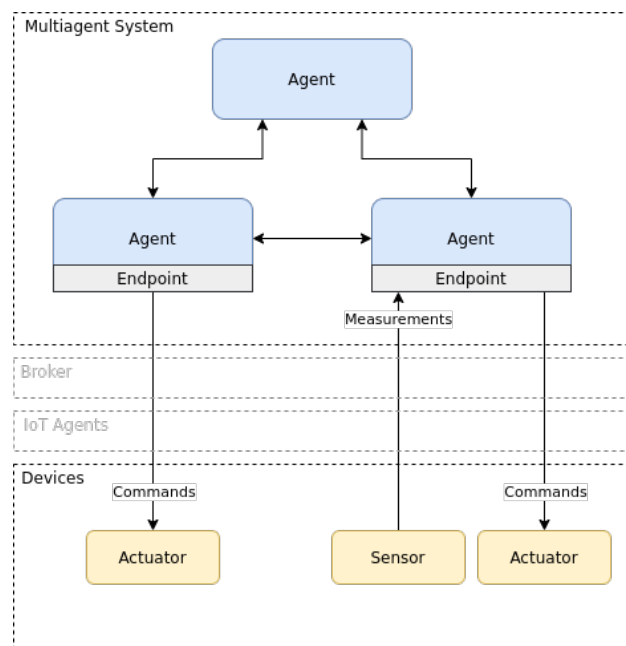 Multiagent System
Agent
Agent
Agent
Endpoint
Endpoint
Measurements
Broker
IoT Agents
Devices
Commands
Commands
Actuator
Sensor
Actuator